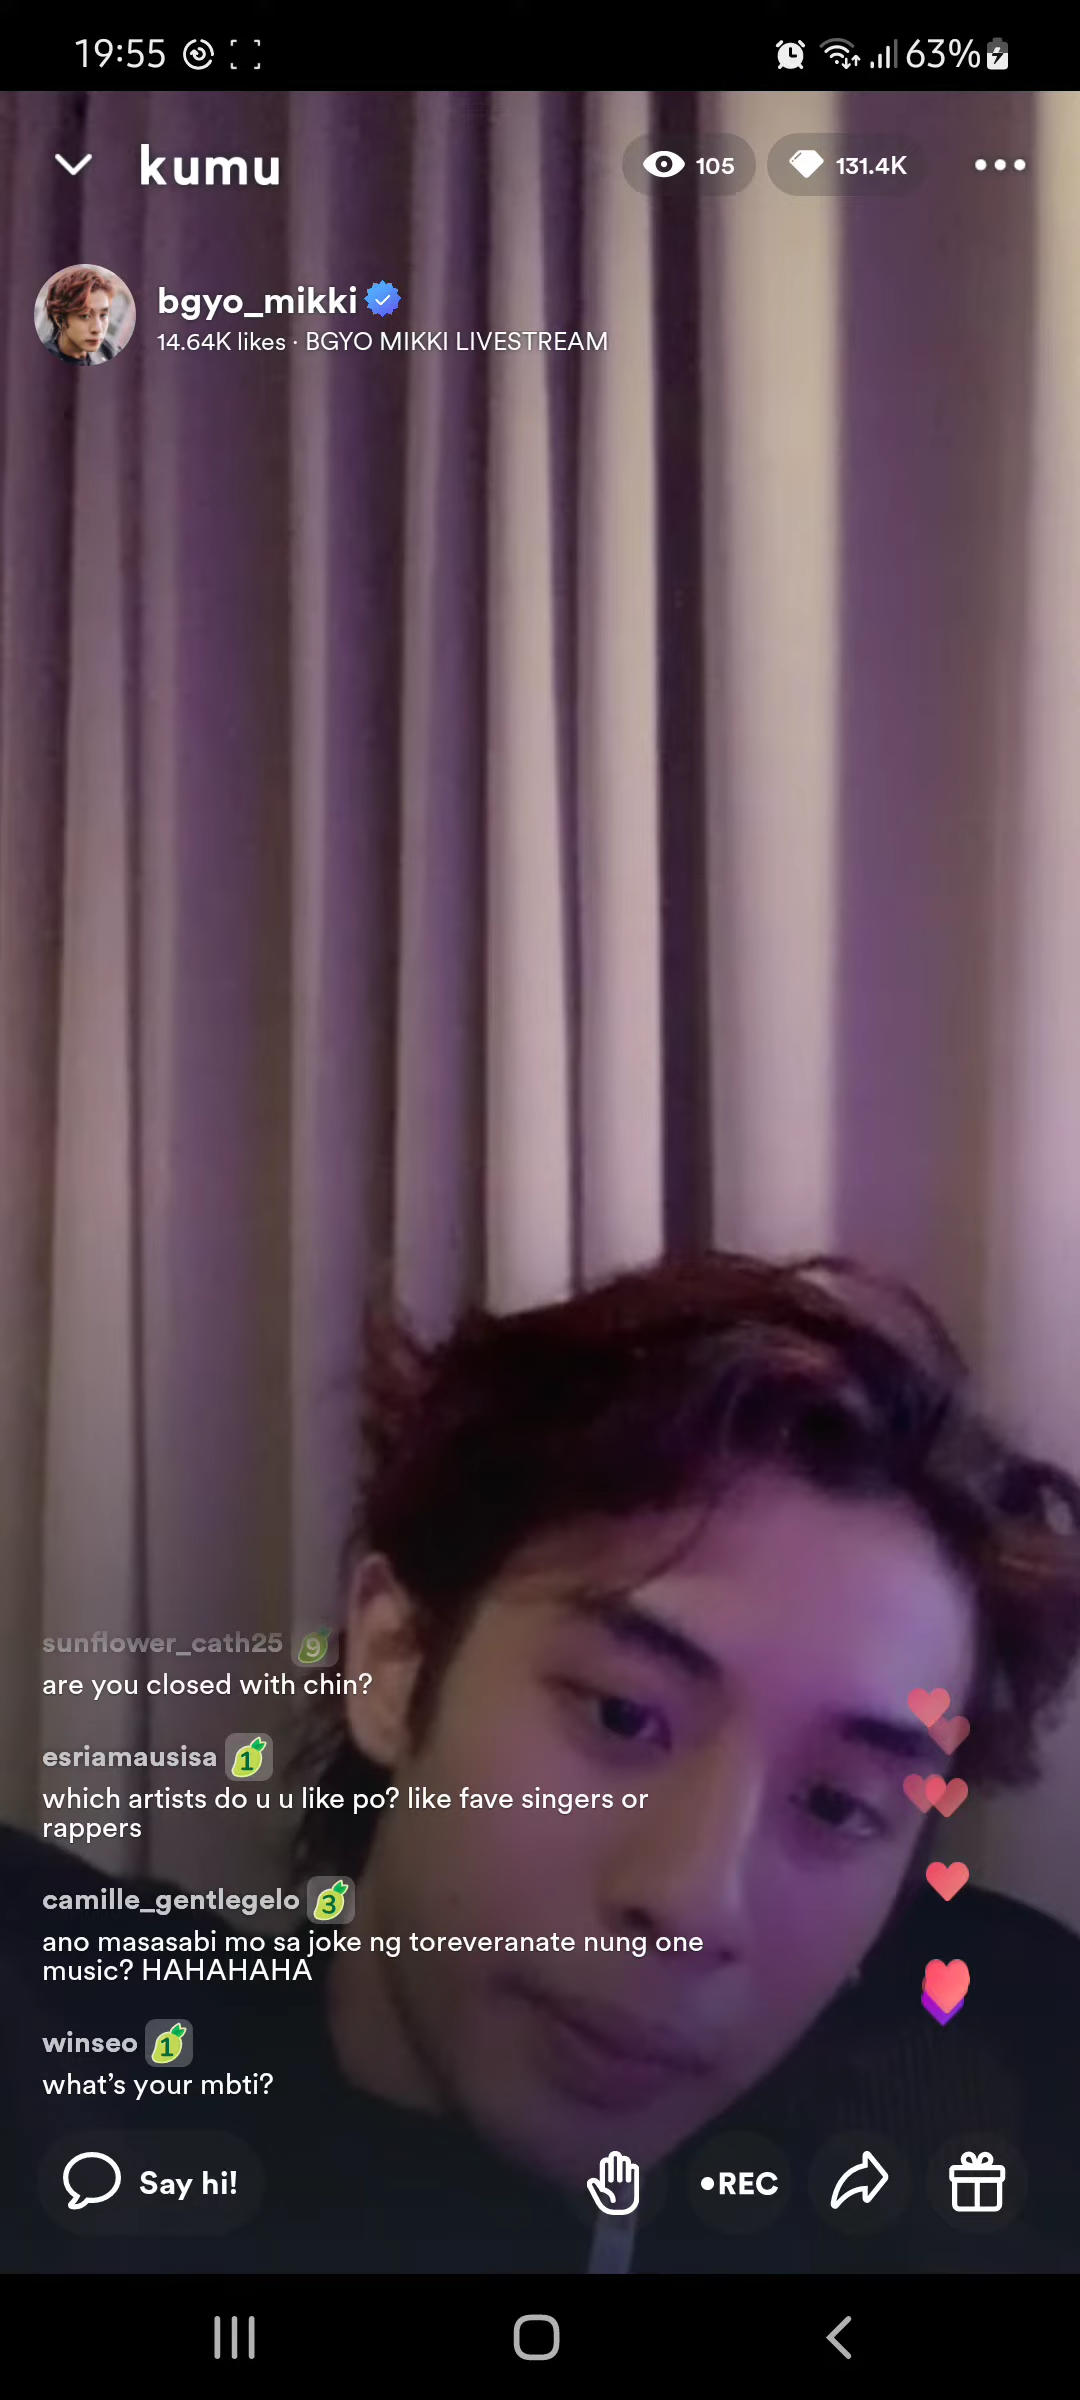 19:55
63%
kumu
105
131.4K
bgyo_mikki
14.64K likes · BGYO MIKKI LIVESTREAM
sunflower_cath25 9
are you closed with chin?
esriamausisa 1
which artists do u u like po? like fave singers or
rappers
camille_gentlegelo 3
ano masasabi mo sa joke ng toreveranate nung one
music? HAHAHAHA
winseo 1
what's your mbti?
Say hi!
•REC